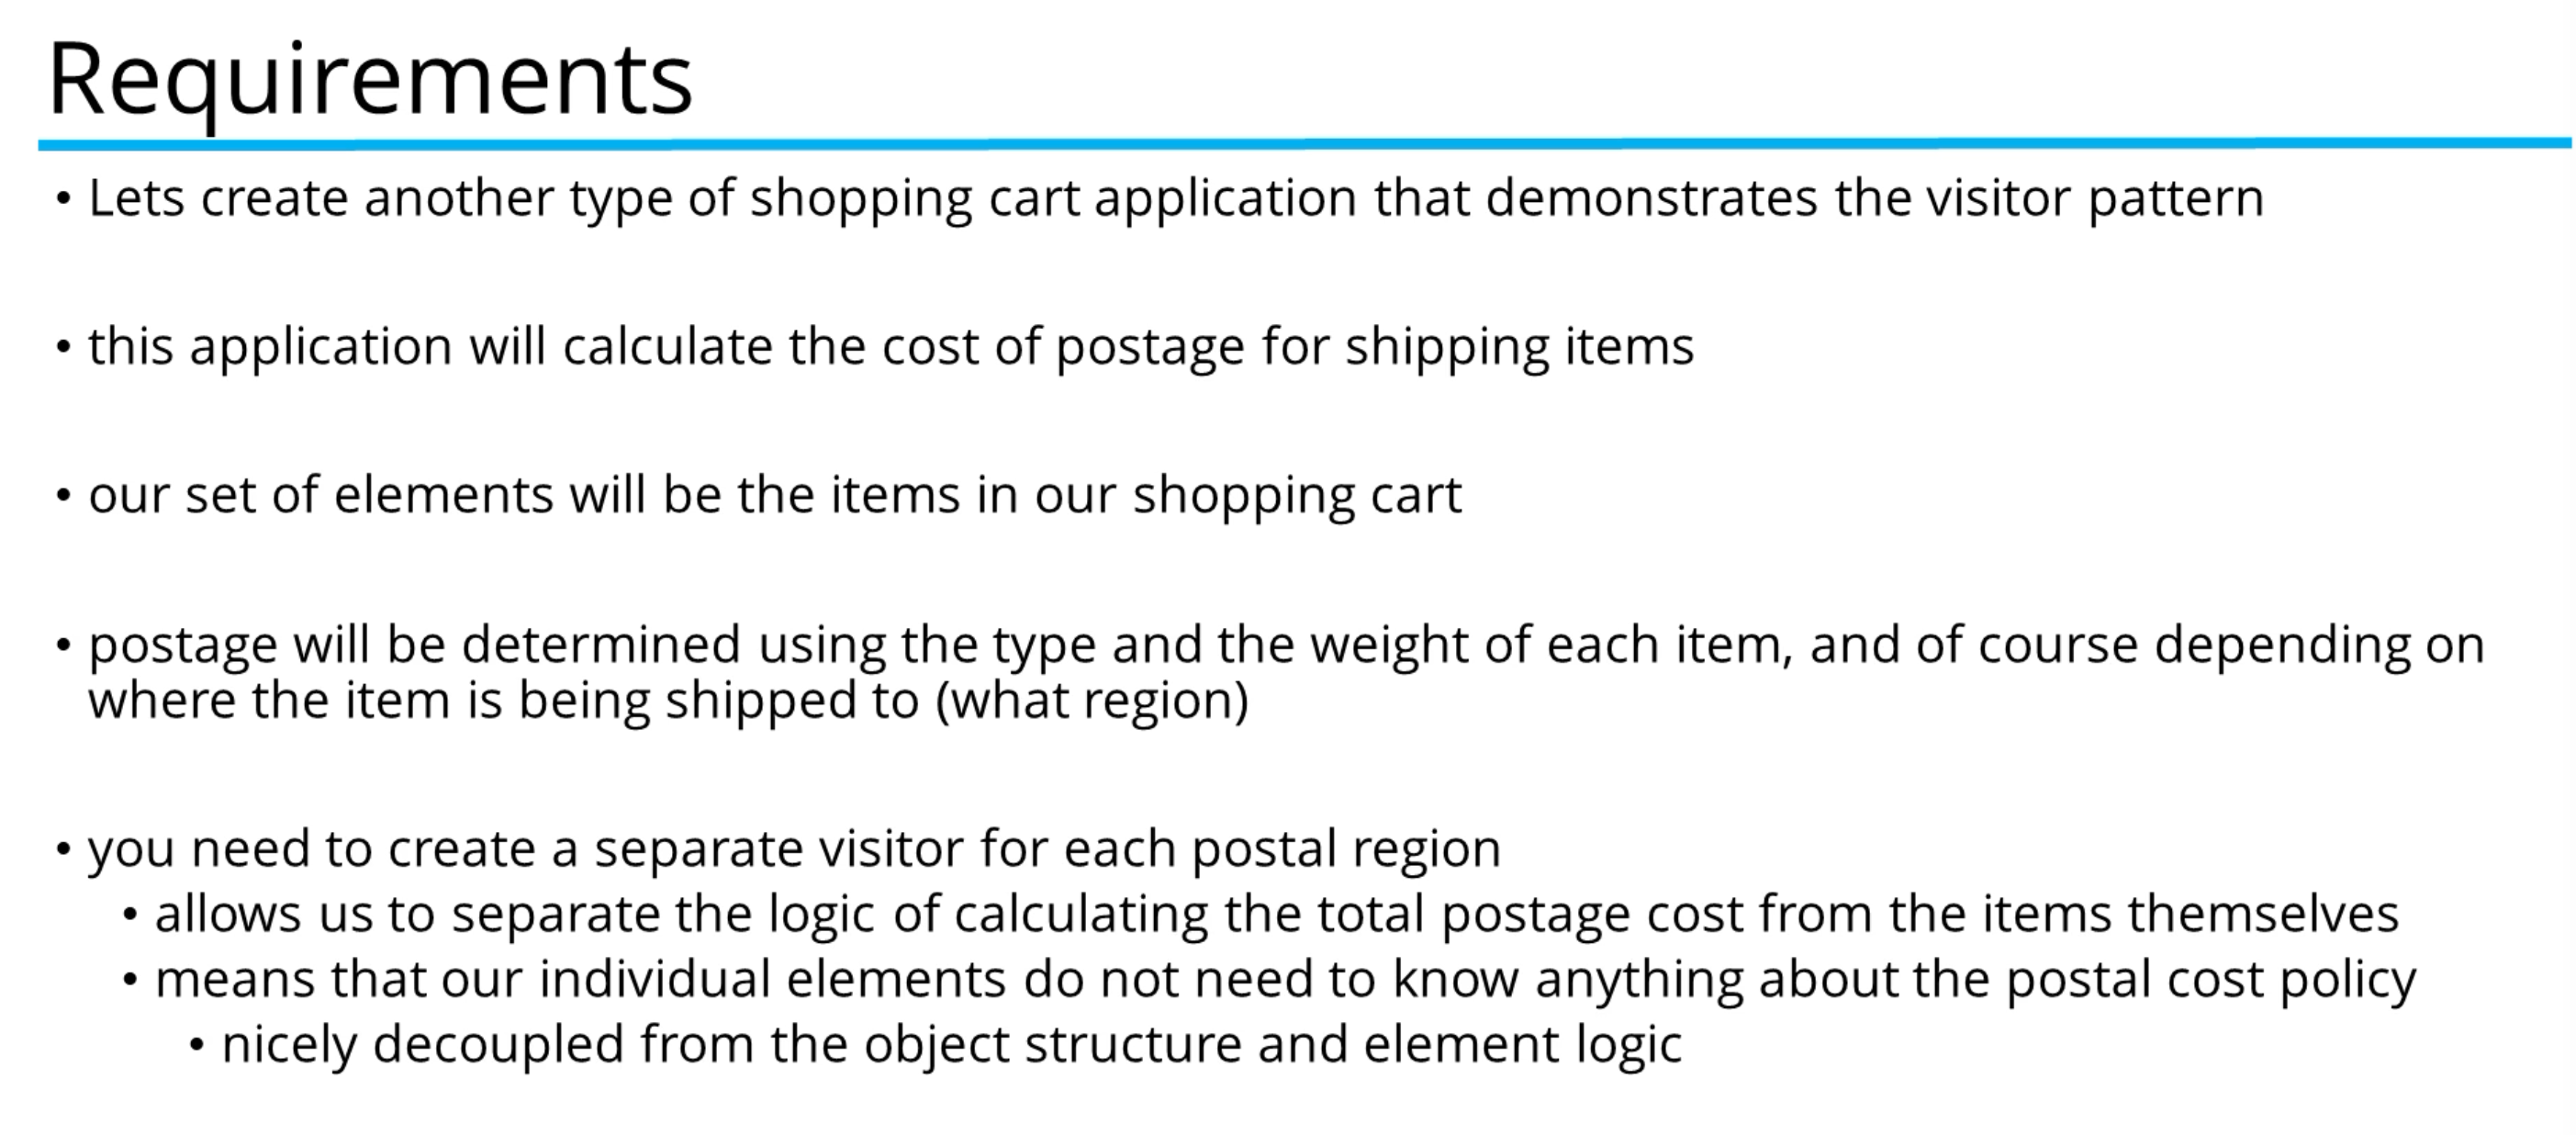 Requirements
• Lets create another type of shopping cart application that demonstrates the visitor pattern
• this application will calculate the cost of postage for shipping items
• our set of elements will be the items in our shopping cart
• postage will be determined using the type and the weight of each item, and of course depending on
where the item is being shipped to (what region)
• you need to create a separate visitor for each postal region
• allows us to separate the logic of calculating the total postage cost from the items themselves
• means that our individual elements do not need to know anything about the postal cost policy
• nicely decoupled from the object structure and element logic